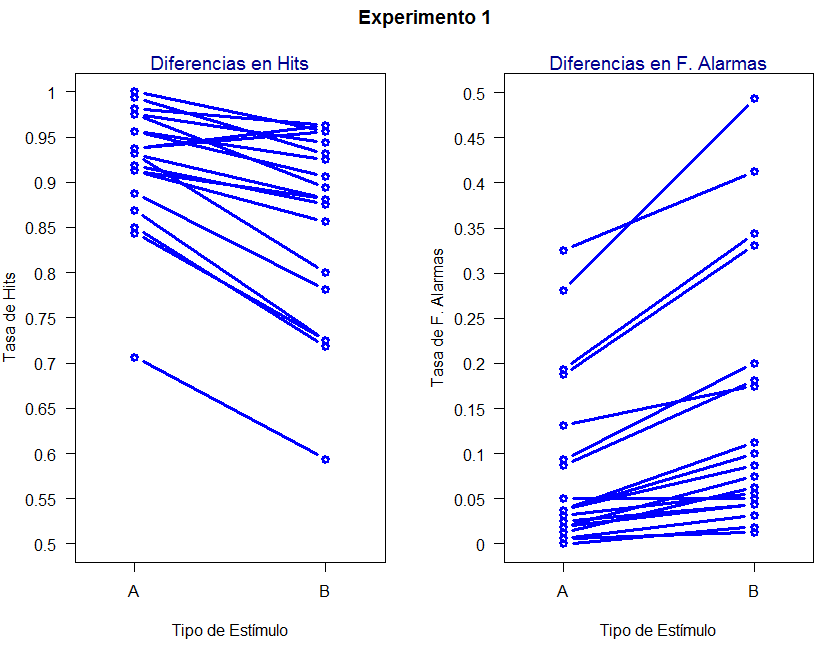 Experimento 1
Diferencias en Hits
Tasa de Hits
1
0.95
0.9
0.85
0.8
0.75
0.7
0.65
0.6
0.55
0.5
A B
Tipo de Estímulo
Diferencias en F. Alarmas
Tasa de F. Alarmas
0.5
0.45
0.4
0.35
0.3
0.25
0.2
0.15
0.1
0.05
0
A B
Tipo de Estímulo